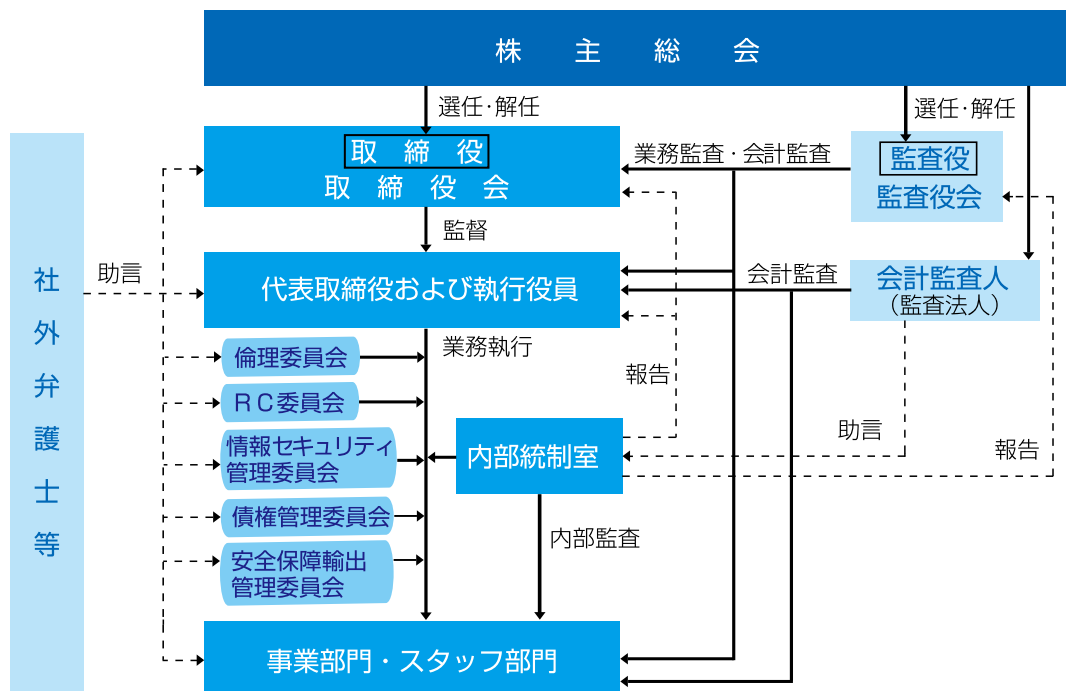 株主総会
選任・解任
選任・解任
取締役
取締役会
業務監査・会計監査
監査役
監査役会
監督
社外弁護士等
助言
代表取締役および執行役員
会計監査
会計監査人
（監査法人）
業務執行
倫理委員会
報告
ＲＣ委員会
助言
情報セキュリティ
管理委員会
内部統制室
報告
債権管理委員会
内部監査
安全保障輸出
管理委員会
事業部門・スタッフ部門